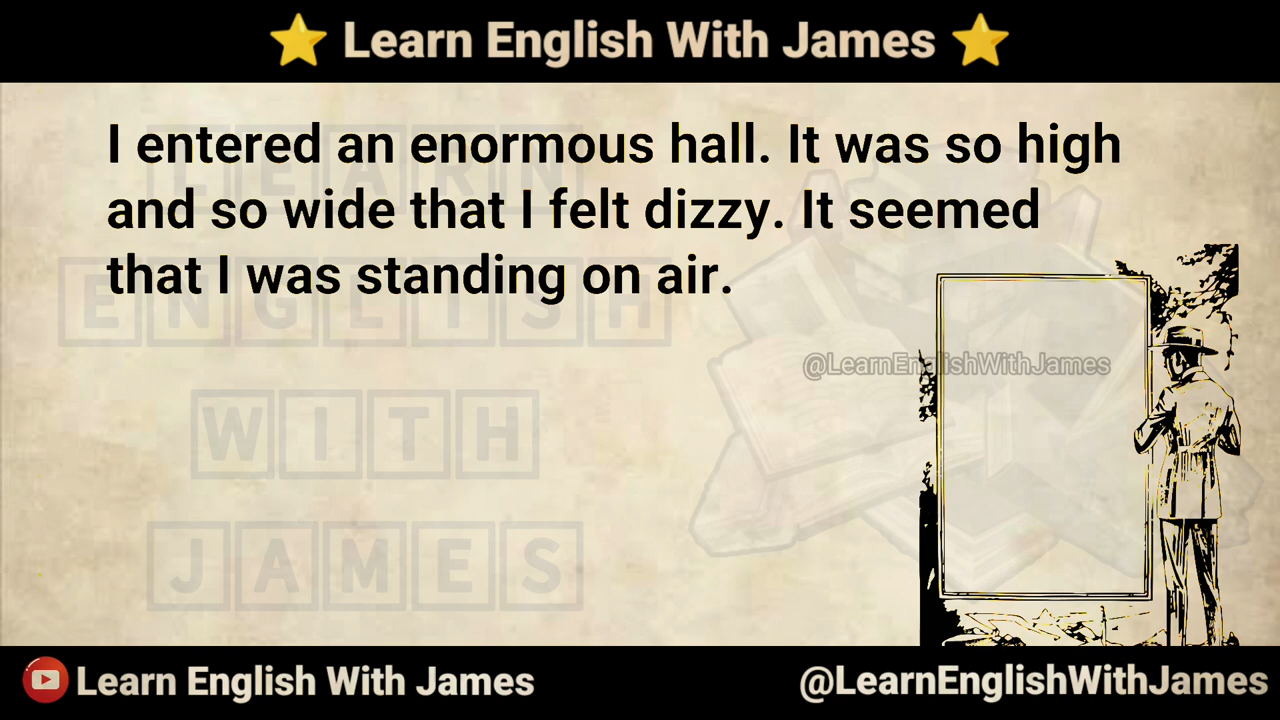 ⭐ Learn English With James ⭐
I entered an enormous hall. It was so high
and so wide that I felt dizzy. It seemed
that I was standing on air.
LEARN
ENGLISH
@LearnEnglishWithJames
WITH
JAMES
Learn English With James
@LearnEnglishWithJames